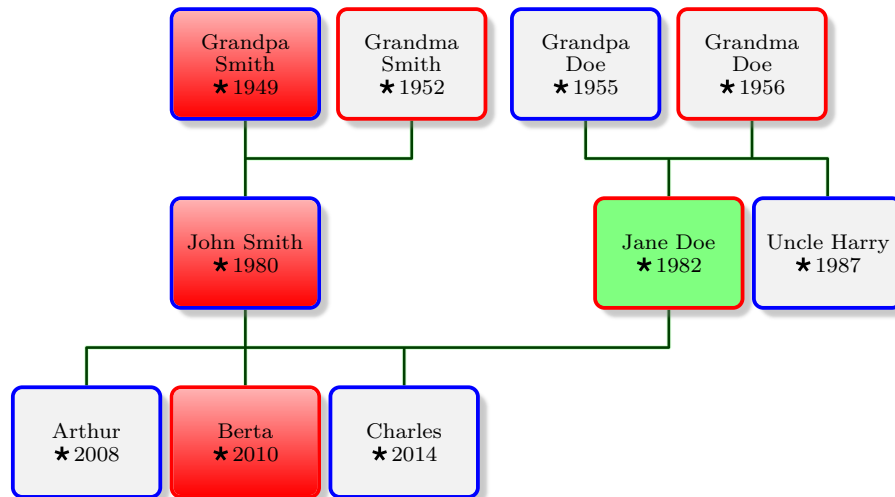 Grandpa
Smith
★1949
Grandma
Smith
★1952
Grandpa
Doe
★1955
Grandma
Doe
★1956
John Smith
★1980
Jane Doe
★1982
Uncle Harry
★1987
Arthur
★2008
Berta
★2010
Charles
★2014